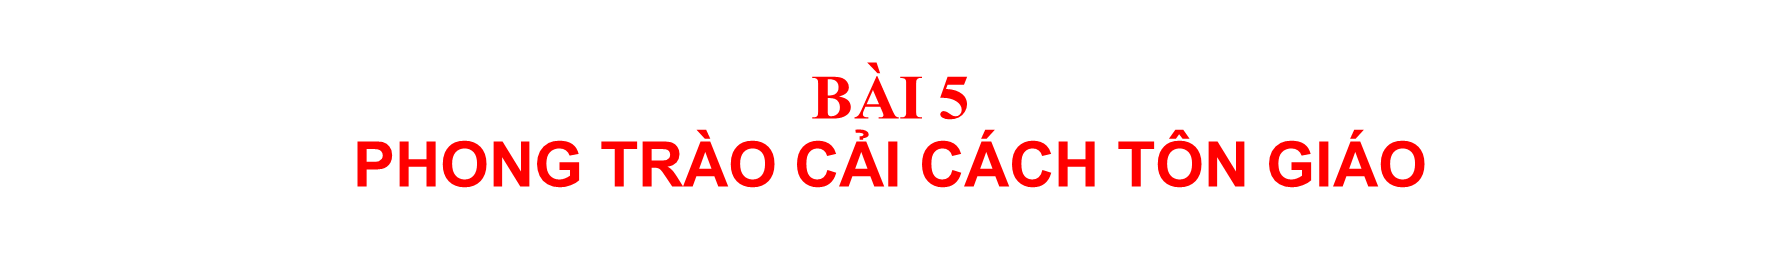 BÀI 5
PHONG TRÀO CẢI CÁCH TÔN GIÁO